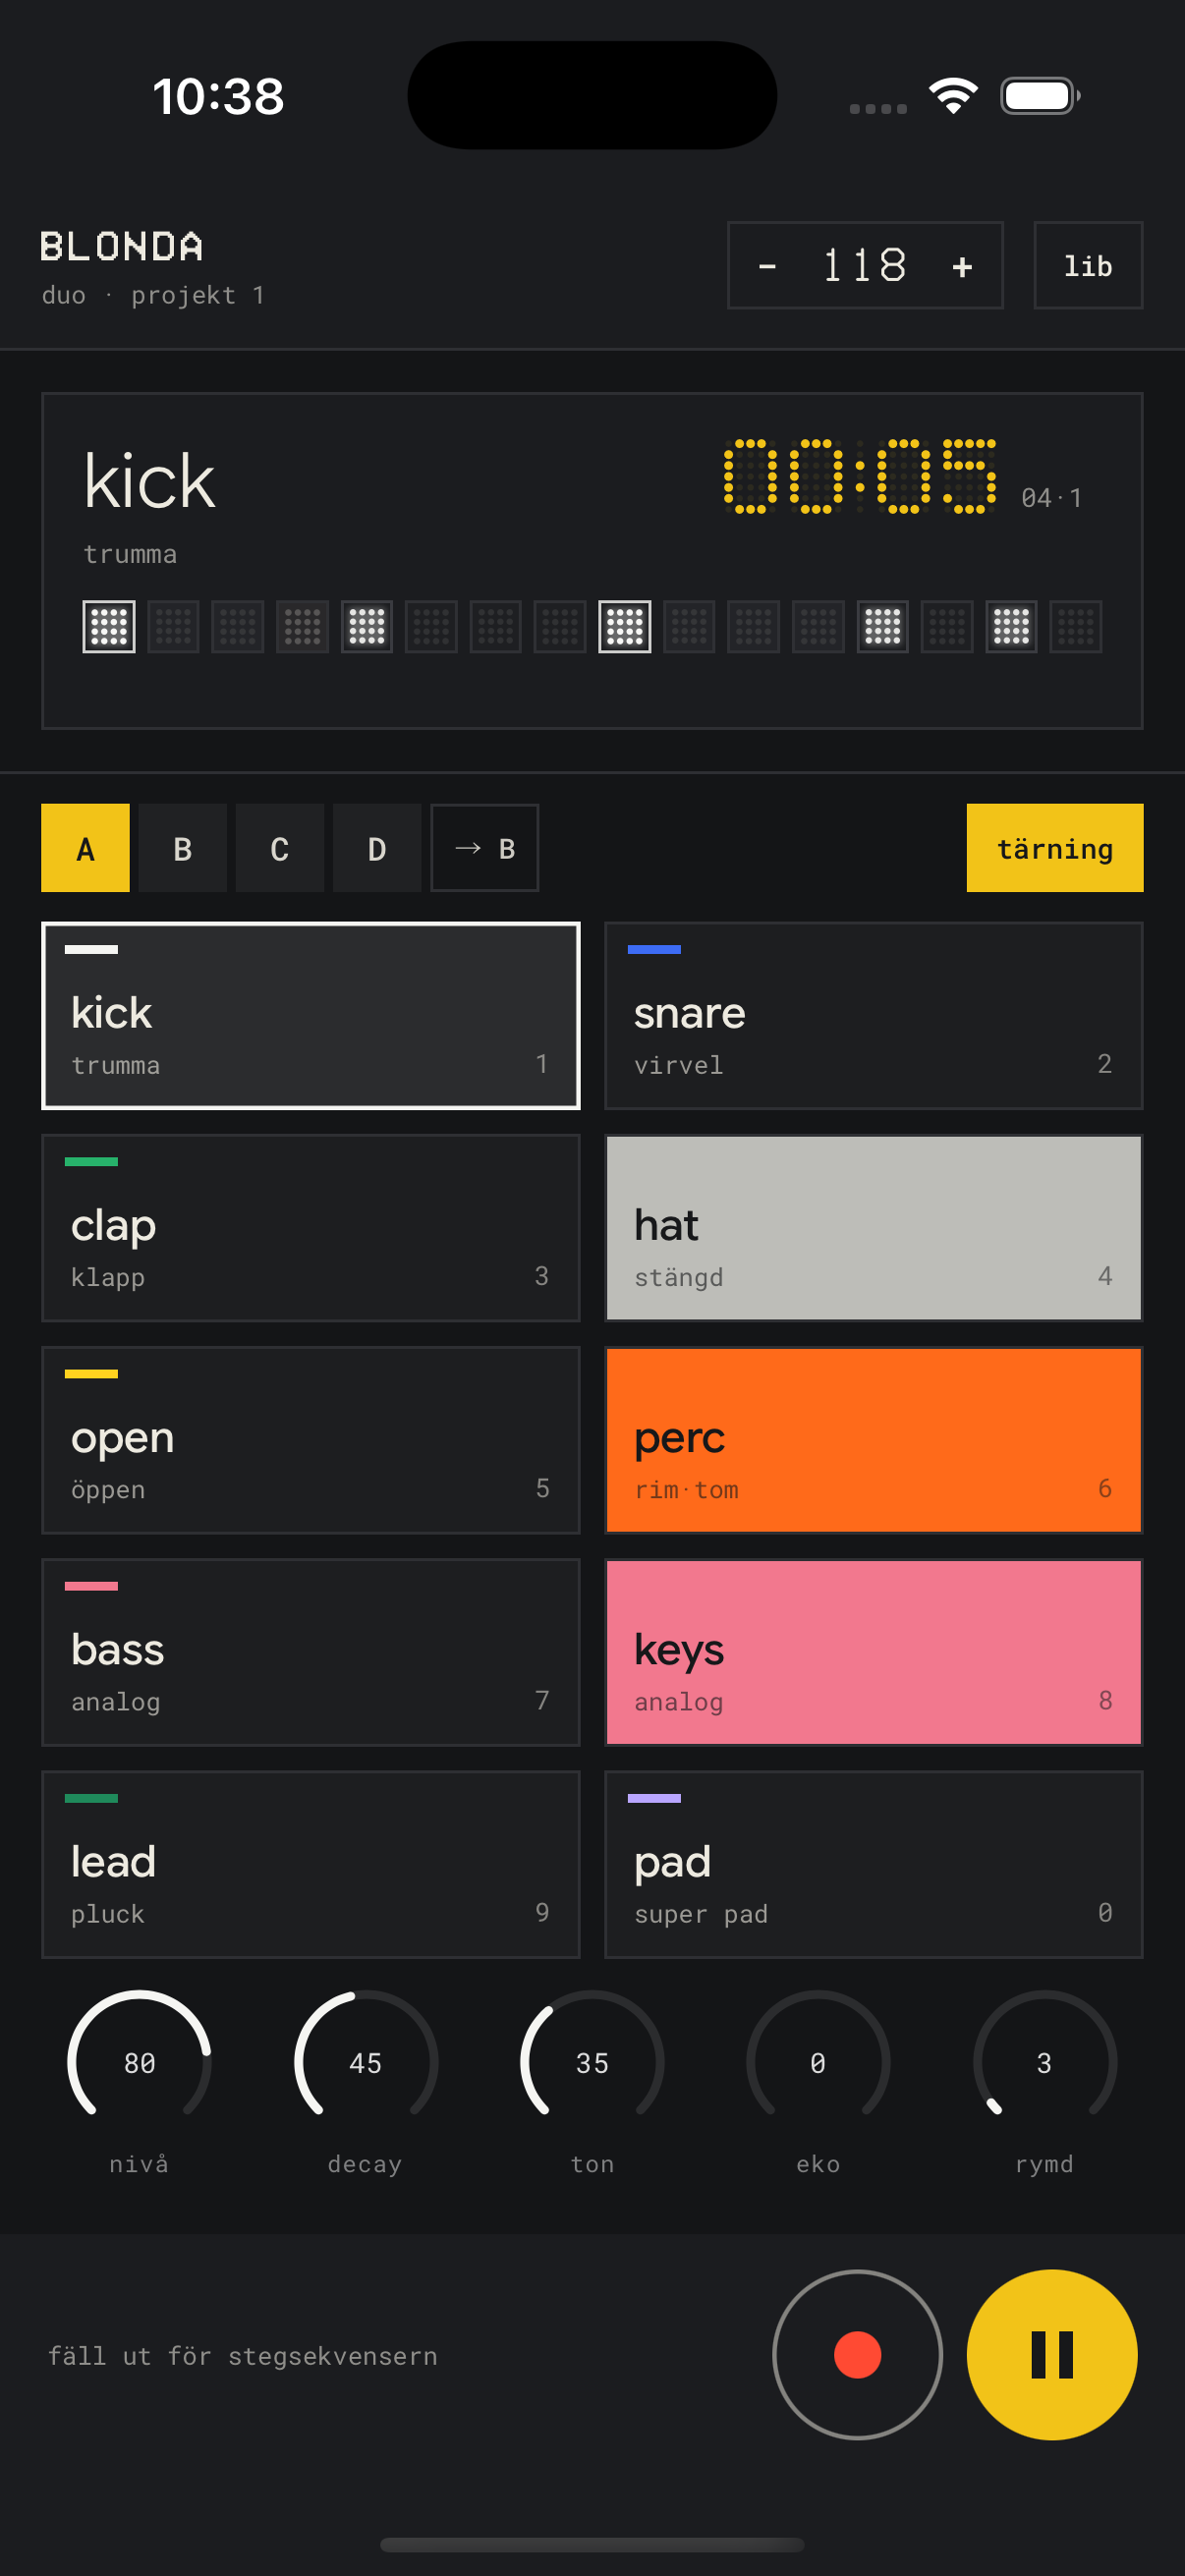 10:38
BLONDA
duo · projekt 1
- 118 +
lib
kick
00:05
04·1
trumma
A
B
C
D
→ B
tärning
kick
trumma
1
snare
virvel
2
clap
klapp
3
hat
stängd
4
open
öppen
5
perc
rim·tom
6
bass
analog
7
keys
analog
8
lead
pluck
9
pad
super pad
0
80
45
35
0
3
nivå
decay
ton
eko
rymd
fäll ut för stegsekvensern